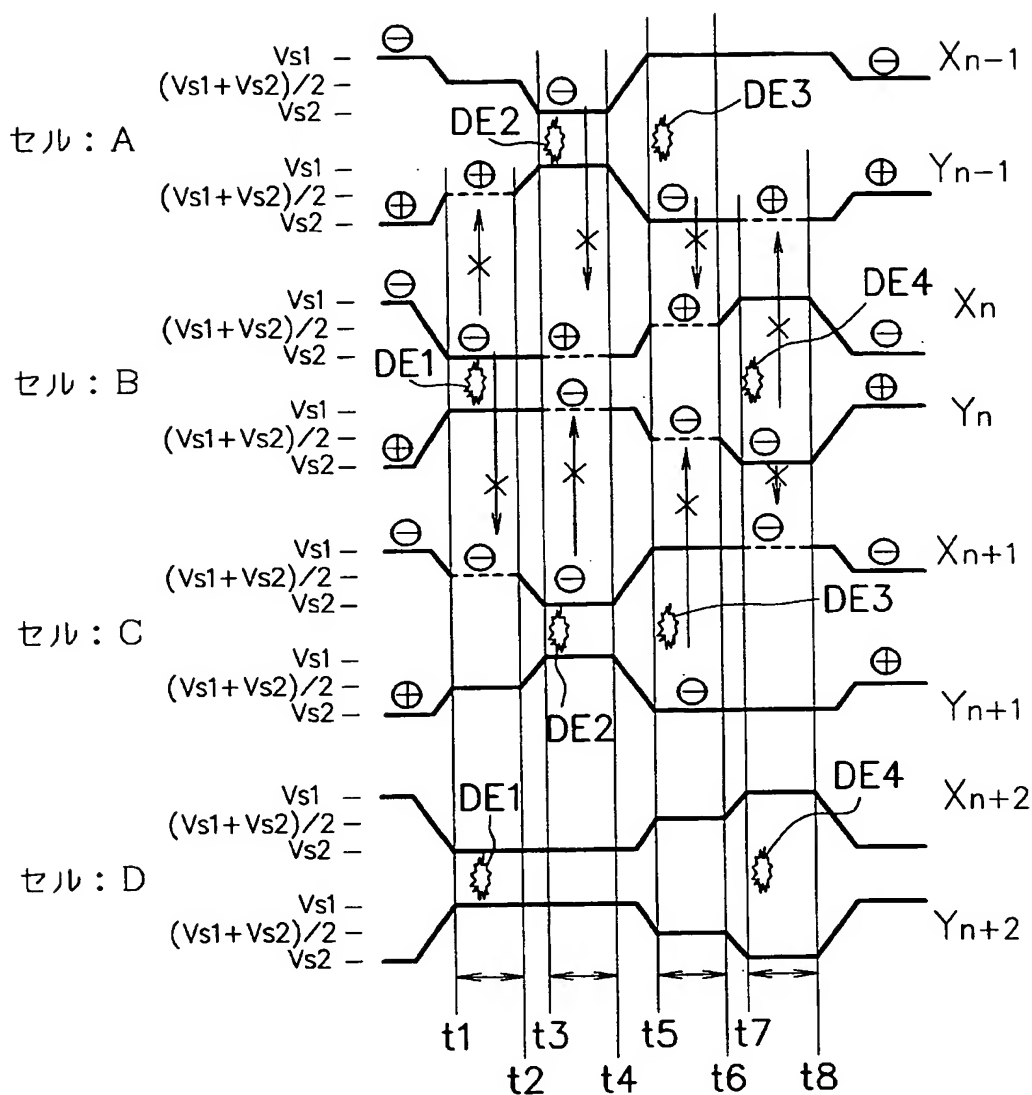 Vs1
(Vs1+Vs2)/2
Vs2
Xn-1
セル：A
DE2
DE3
Vs1
(Vs1+Vs2)/2
Vs2
Yn-1
Vs1
(Vs1+Vs2)/2
Vs2
DE4
Xn
セル：B
DE1
Vs1
(Vs1+Vs2)/2
Vs2
Yn
Vs1
(Vs1+Vs2)/2
Vs2
Xn+1
セル：C
DE3
Vs1
(Vs1+Vs2)/2
Vs2
DE2
Yn+1
Vs1
(Vs1+Vs2)/2
Vs2
DE1
DE4
Xn+2
セル：D
Vs1
(Vs1+Vs2)/2
Vs2
Yn+2
t1
t2
t3
t4
t5
t6
t7
t8